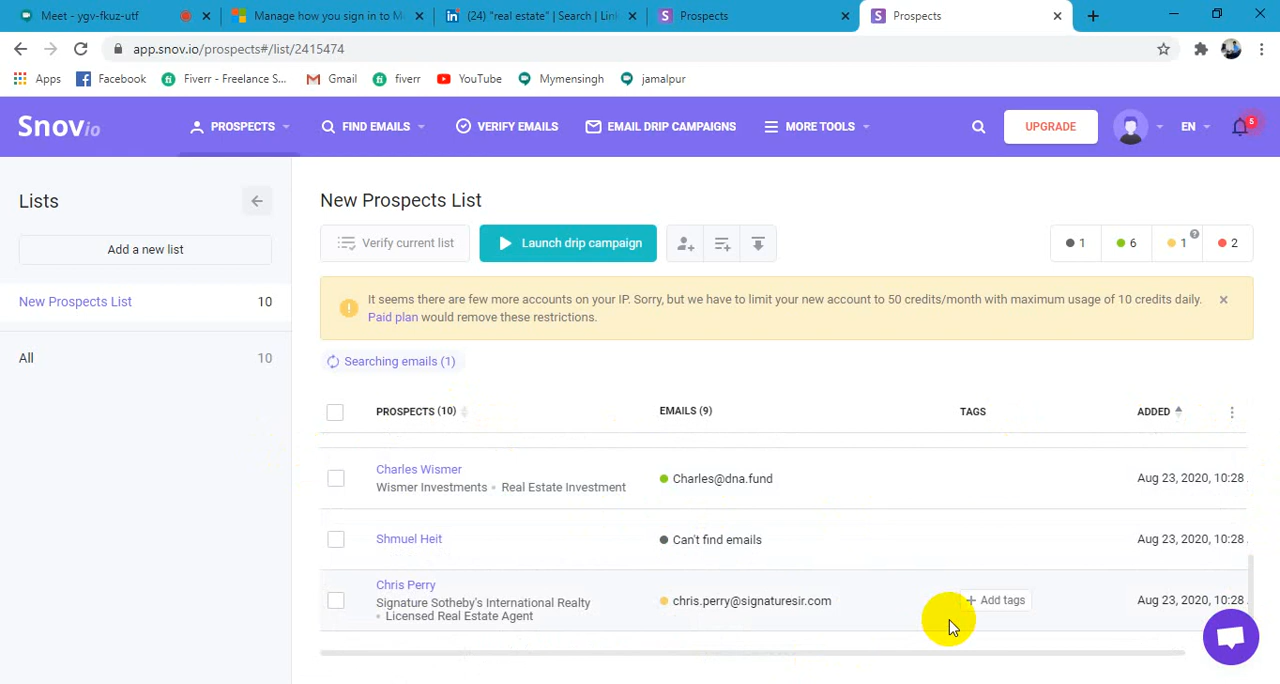 Meet - ygv-fkuz-utf
Manage how you sign in to M
(24) "real estate" | Search | Lin
Prospects
Prospects
app.snov.io/prospects#/list/2415474
Apps
Facebook
Fiverr - Freelance S...
Gmail
fiverr
YouTube
Mymensingh
jamalpur
Snovio
PROSPECTS
FIND EMAILS
VERIFY EMAILS
EMAIL DRIP CAMPAIGNS
MORE TOOLS
UPGRADE
EN
5
Lists
Add a new list
New Prospects List 10
All 10
New Prospects List
Verify current list
Launch drip campaign
1
6
1
?
2
It seems there are few more accounts on your IP. Sorry, but we have to limit your new account to 50 credits/month with maximum usage of 10 credits daily.
Paid plan would remove these restrictions.
Searching emails (1)
PROSPECTS (10) EMAILS (9) TAGS ADDED
Charles Wismer
Wismer Investments • Real Estate Investment
Charles@dna.fund
Aug 23, 2020, 10:28
Shmuel Heit
Can't find emails
Aug 23, 2020, 10:28
Chris Perry
Signature Sotheby's International Realty
• Licensed Real Estate Agent
chris.perry@signaturesir.com
+ Add tags
Aug 23, 2020, 10:28